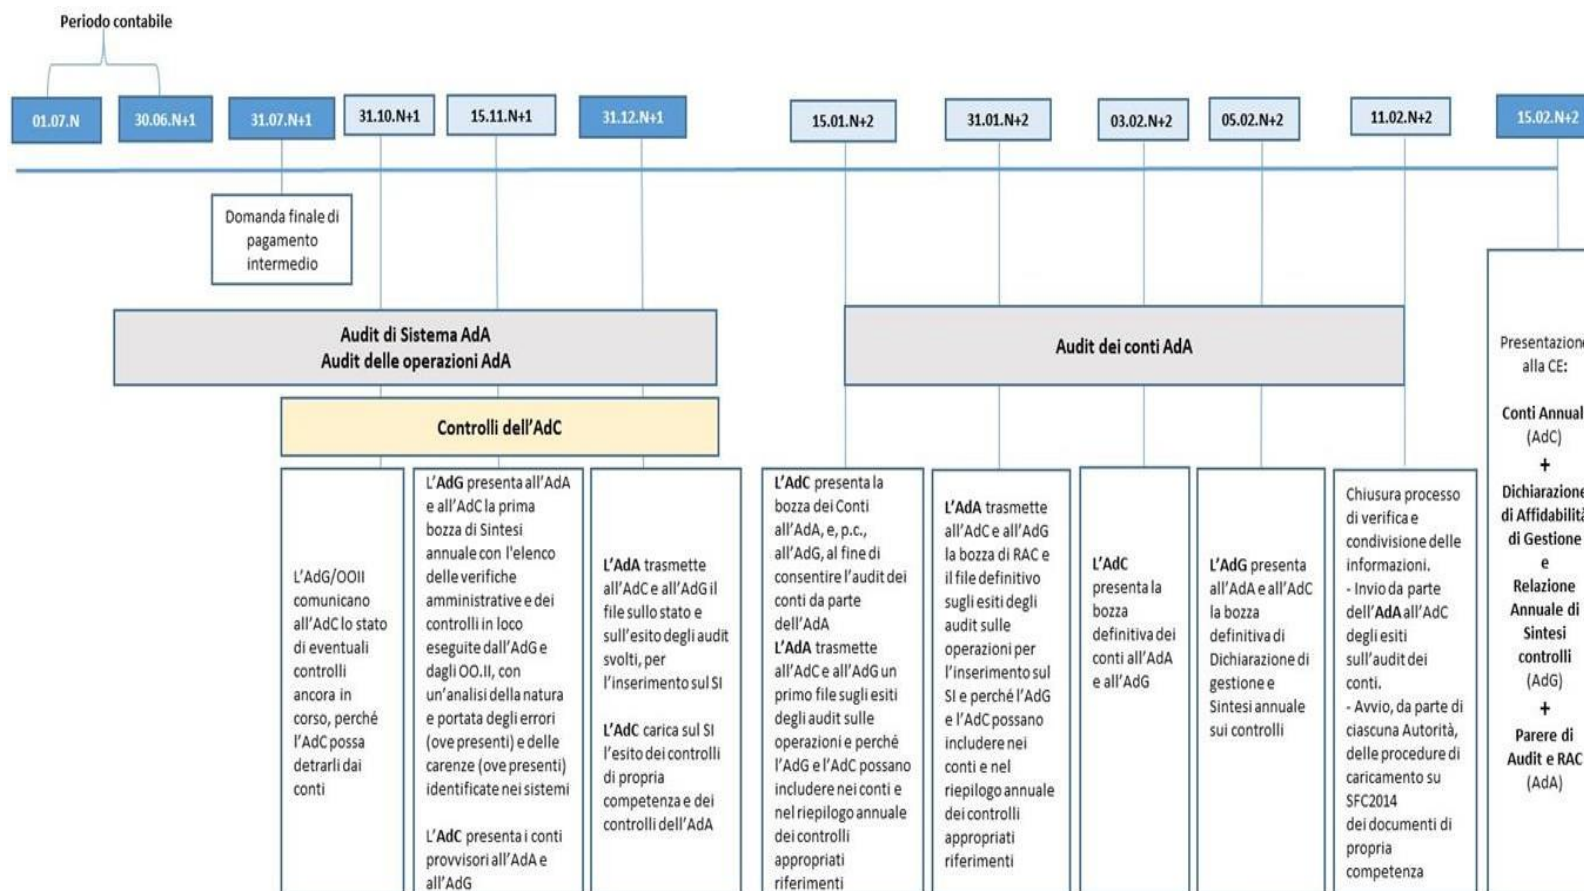 Periodo contabile
01.07.N
30.06.N+1
31.07.N+1
31.10.N+1
15.11.N+1
31.12.N+1
15.01.N+2
31.01.N+2
03.02.N+2
05.02.N+2
11.02.N+2
15.02.N+2
Domanda finale di
pagamento
intermedio
Audit di Sistema AdA
Audit delle operazioni AdA
Audit dei conti AdA
Controlli dell'AdC
L'AdG/OOII
comunicano
all'AdC lo stato
di eventuali
controlli
ancora in
corso, perché
l'AdC possa
detrarli dai
conti
L'AdG presenta all'AdA
e all'AdC la prima
bozza di Sintesi
annuale con l'elenco
delle verifiche
amministrative e dei
controlli in loco
eseguite dall'AdG e
dagli OO.II, con
un'analisi della natura
e portata degli errori
(ove presenti) e delle
carenze (ove presenti)
identificate nei sistemi
L'AdC presenta i conti
provvisori all'AdA e
all'AdG
L'AdA trasmette
all'AdC e all'AdG il
file sullo stato e
sull'esito degli audit
svolti, per
l'inserimento sul SI
L'AdC carica sul SI
l'esito dei controlli
di propria
competenza e dei
controlli dell'AdA
L'AdC presenta la
bozza dei Conti
all'AdA, e, p.c.,
all'AdG, al fine di
consentire l'audit dei
conti da parte
dell'AdA
L'AdA trasmette
all'AdC e all'AdG un
primo file sugli esiti
degli audit sulle
operazioni e perché
l'AdG e l'AdC possano
includere nei conti e
nel riepilogo annuale
dei controlli
appropriati
riferimenti
L'AdA trasmette
all'AdC e all'AdG
la bozza di RAC e
il file definitivo
sugli esiti degli
audit sulle
operazioni per
l'inserimento sul
SI e perché l'AdG
e l'AdC possano
includere nei
conti e nel
riepilogo annuale
dei controlli
appropriati
riferimenti
L'AdC
presenta la
bozza
definitiva dei
conti all'AdA
e all'AdG
L'AdG presenta
all'AdA e all'AdC
la bozza
definitiva di
Dichiarazione di
gestione e
Sintesi annuale
sui controlli
Chiusura processo
di verifica e
condivisione delle
informazioni.
- Invio da parte
dell'AdA all'AdC
degli esiti
sull'audit dei
conti.
- Avvio, da parte di
ciascuna Autorità,
delle procedure di
caricamento su
SFC2014
dei documenti di
propria
competenza
Presentazione
alla CE:
Conti Annual
(AdC)
+
Dichiarazione
di Affidabilità
di Gestione
e
Relazione
Annuale di
Sintesi
controlli
(AdG)
+
Parere di
Audit e RAC
(AdA)